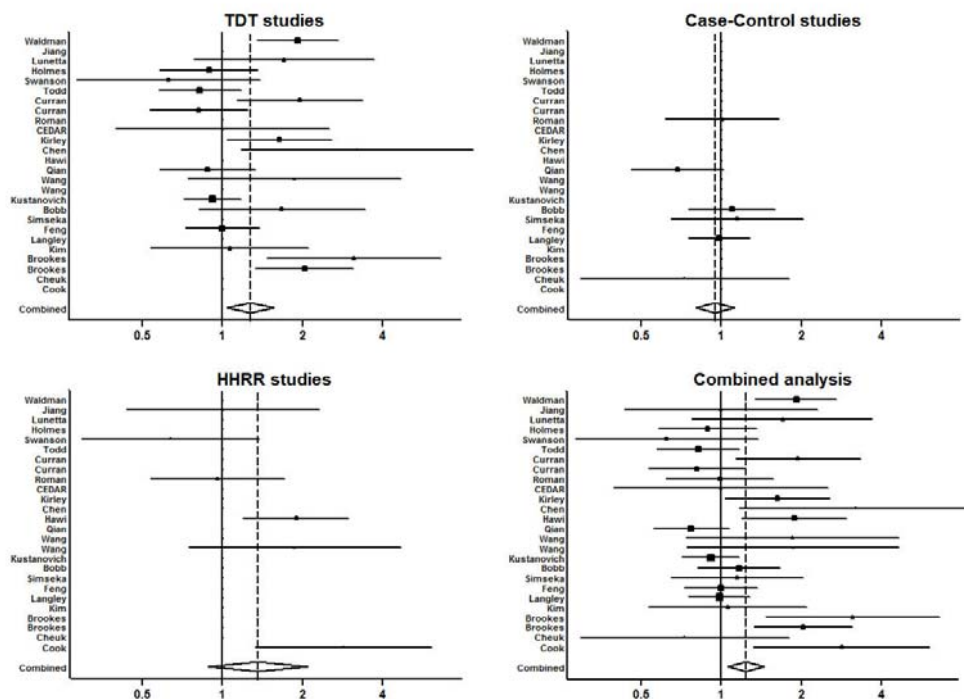 TDT studies
Waldman
Jiang
Lunetta
Holmes
Swanson
Todd
Curran
Curran
Roman
CEDAR
Kirley
Chen
Hawi
Qian
Wang
Wang
Kustanovich
Bobb
Simseka
Feng
Langley
Kim
Brookes
Brookes
Cheuk
Cook
Combined
0.5 1 2 4
Case-Control studies
Waldman
Jiang
Lunetta
Holmes
Swanson
Todd
Curran
Curran
Roman
CEDAR
Kirley
Chen
Hawi
Qian
Wang
Wang
Kustanovich
Bobb
Simseka
Feng
Langley
Kim
Brookes
Brookes
Cheuk
Cook
Combined
0.5 1 2 4
HHRR studies
Waldman
Jiang
Lunetta
Holmes
Swanson
Todd
Curran
Curran
Roman
CEDAR
Kirley
Chen
Hawi
Qian
Wang
Wang
Kustanovich
Bobb
Simseka
Feng
Langley
Kim
Brookes
Brookes
Cheuk
Cook
Combined
0.5 1 2 4
Combined analysis
Waldman
Jiang
Lunetta
Holmes
Swanson
Todd
Curran
Curran
Roman
CEDAR
Kirley
Chen
Hawi
Qian
Wang
Wang
Kustanovich
Bobb
Simseka
Feng
Langley
Kim
Brookes
Brookes
Cheuk
Cook
Combined
0.5 1 2 4